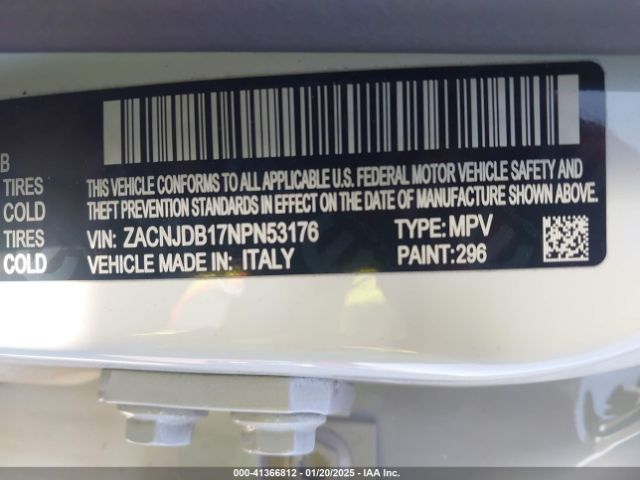 B
TIRES
COLD
TIRES
COLD
THIS VEHICLE CONFORMS TO ALL APPLICABLE U.S. FEDERAL MOTOR VEHICLE SAFETY AND
THEFT PREVENTION STANDARDS IN EFFECT ON THE DATE OF MANUFACTURE SHOWN ABOVE.
VIN: ZACNJDB17NPN53176 TYPE: MPV
VEHICLE MADE IN: ITALY PAINT:296
000-41366812 - 01/20/2025 - IAA Inc.